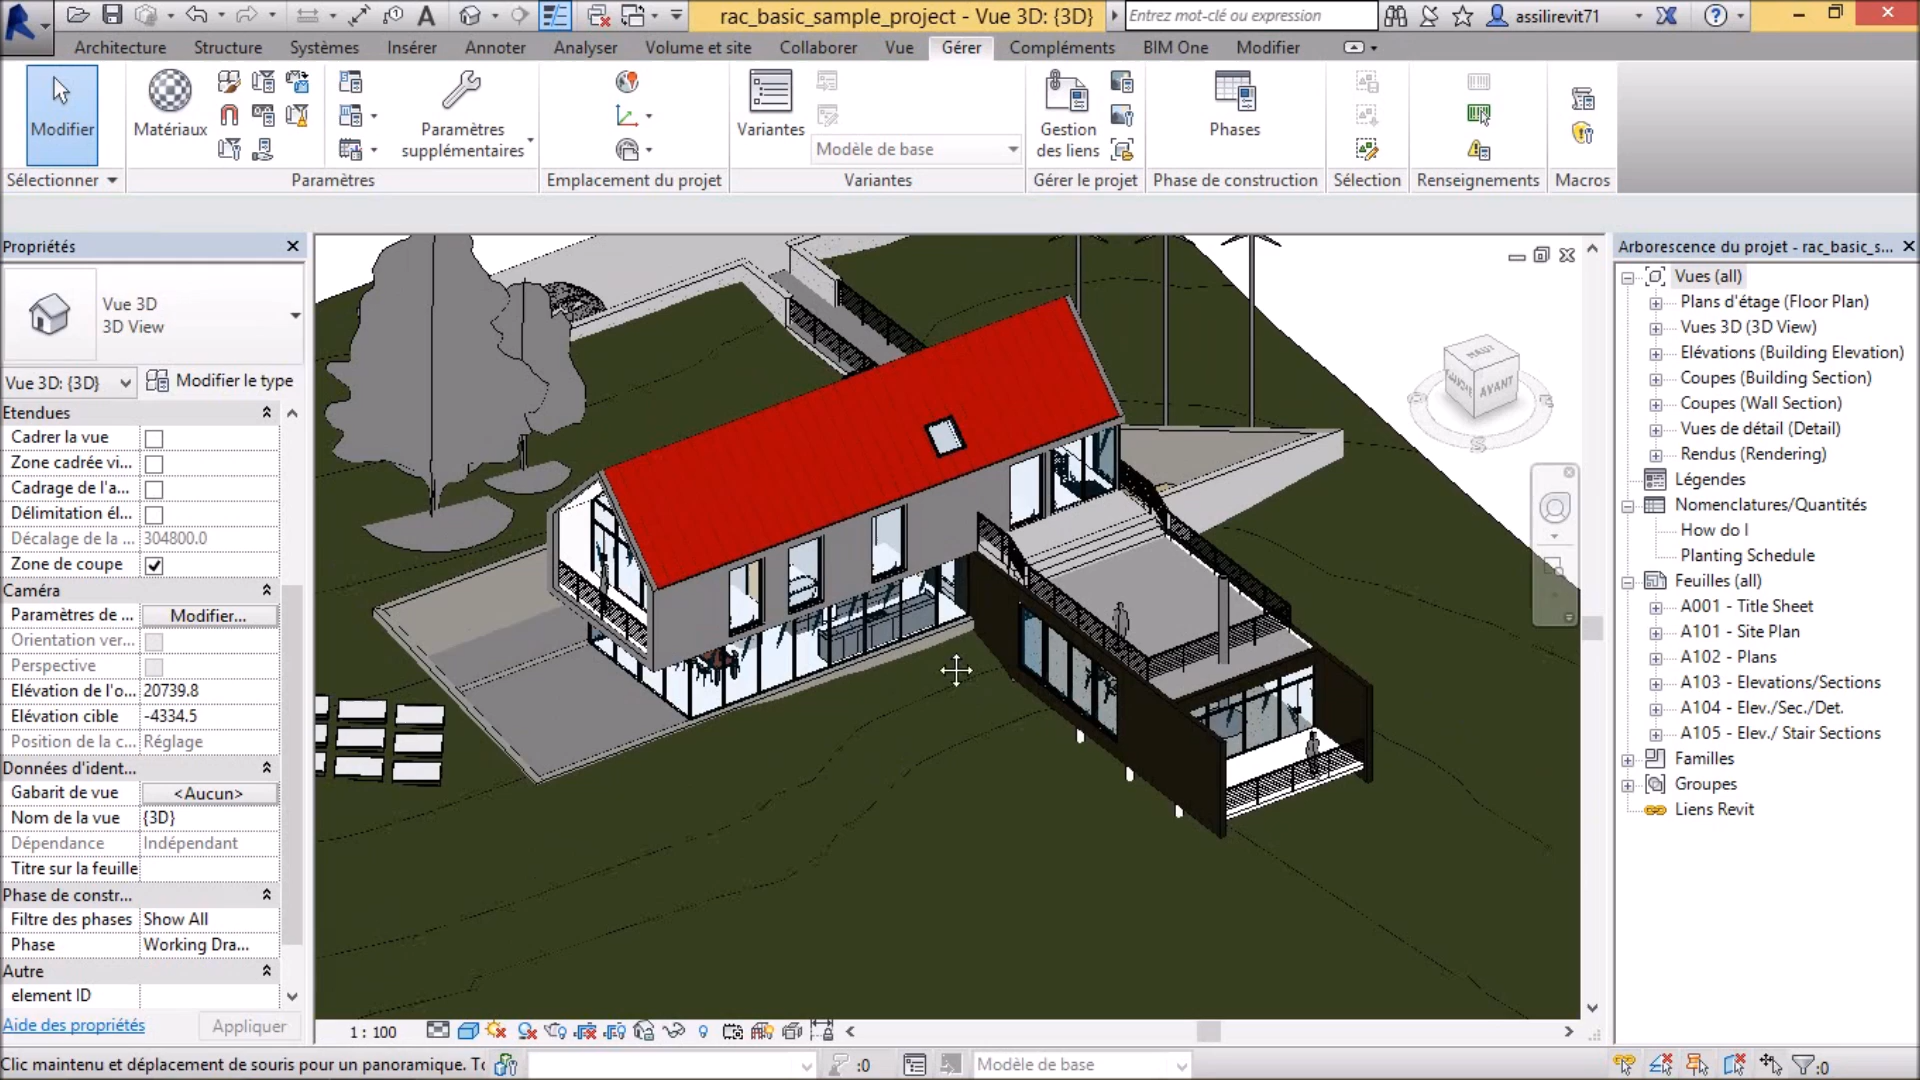 rac_basic_sample_project - Vue 3D: {3D}
Entrez mot-clé ou expression
assilirevit71
Architecture Structure Systèmes Insérer Annoter Analyser Volume et site Collaborer Vue Gérer Compléments BIM One Modifier
Modifier
Matériaux
Paramètres
supplémentaires
Variantes
Modèle de base
Gestion
des liens
Phases
Sélectionner
Paramètres
Emplacement du projet
Variantes
Gérer le projet
Phase de construction
Sélection
Renseignements
Macros
Propriétés
Vue 3D
3D View
Vue 3D: {3D}
Modifier le type
Etendues
Cadrer la vue
Zone cadrée vi...
Cadrage de l'a...
Délimitation él...
Décalage de la ... 304800.0
Zone de coupe
Caméra
Paramètres de ... Modifier...
Orientation ver...
Perspective
Elévation de l'o... 20739.8
Elévation cible -4334.5
Position de la c... Réglage
Données d'ident...
Gabarit de vue <Aucun>
Nom de la vue {3D}
Dépendance Indépendant
Titre sur la feuille
Phase de constr...
Filtre des phases Show All
Phase Working Dra...
Autre
element ID
Aide des propriétés
Appliquer
HAUT
AVANT
S
1 : 100
Arborescence du projet - rac_basic_s...
Vues (all)
Plans d'étage (Floor Plan)
Vues 3D (3D View)
Elévations (Building Elevation)
Coupes (Building Section)
Coupes (Wall Section)
Vues de détail (Detail)
Rendus (Rendering)
Légendes
Nomenclatures/Quantités
How do I
Planting Schedule
Feuilles (all)
A001 - Title Sheet
A101 - Site Plan
A102 - Plans
A103 - Elevations/Sections
A104 - Elev./Sec./Det.
A105 - Elev./ Stair Sections
Familles
Groupes
Liens Revit
Clic maintenu et déplacement de souris pour un panoramique. To
:0
Modèle de base
:0